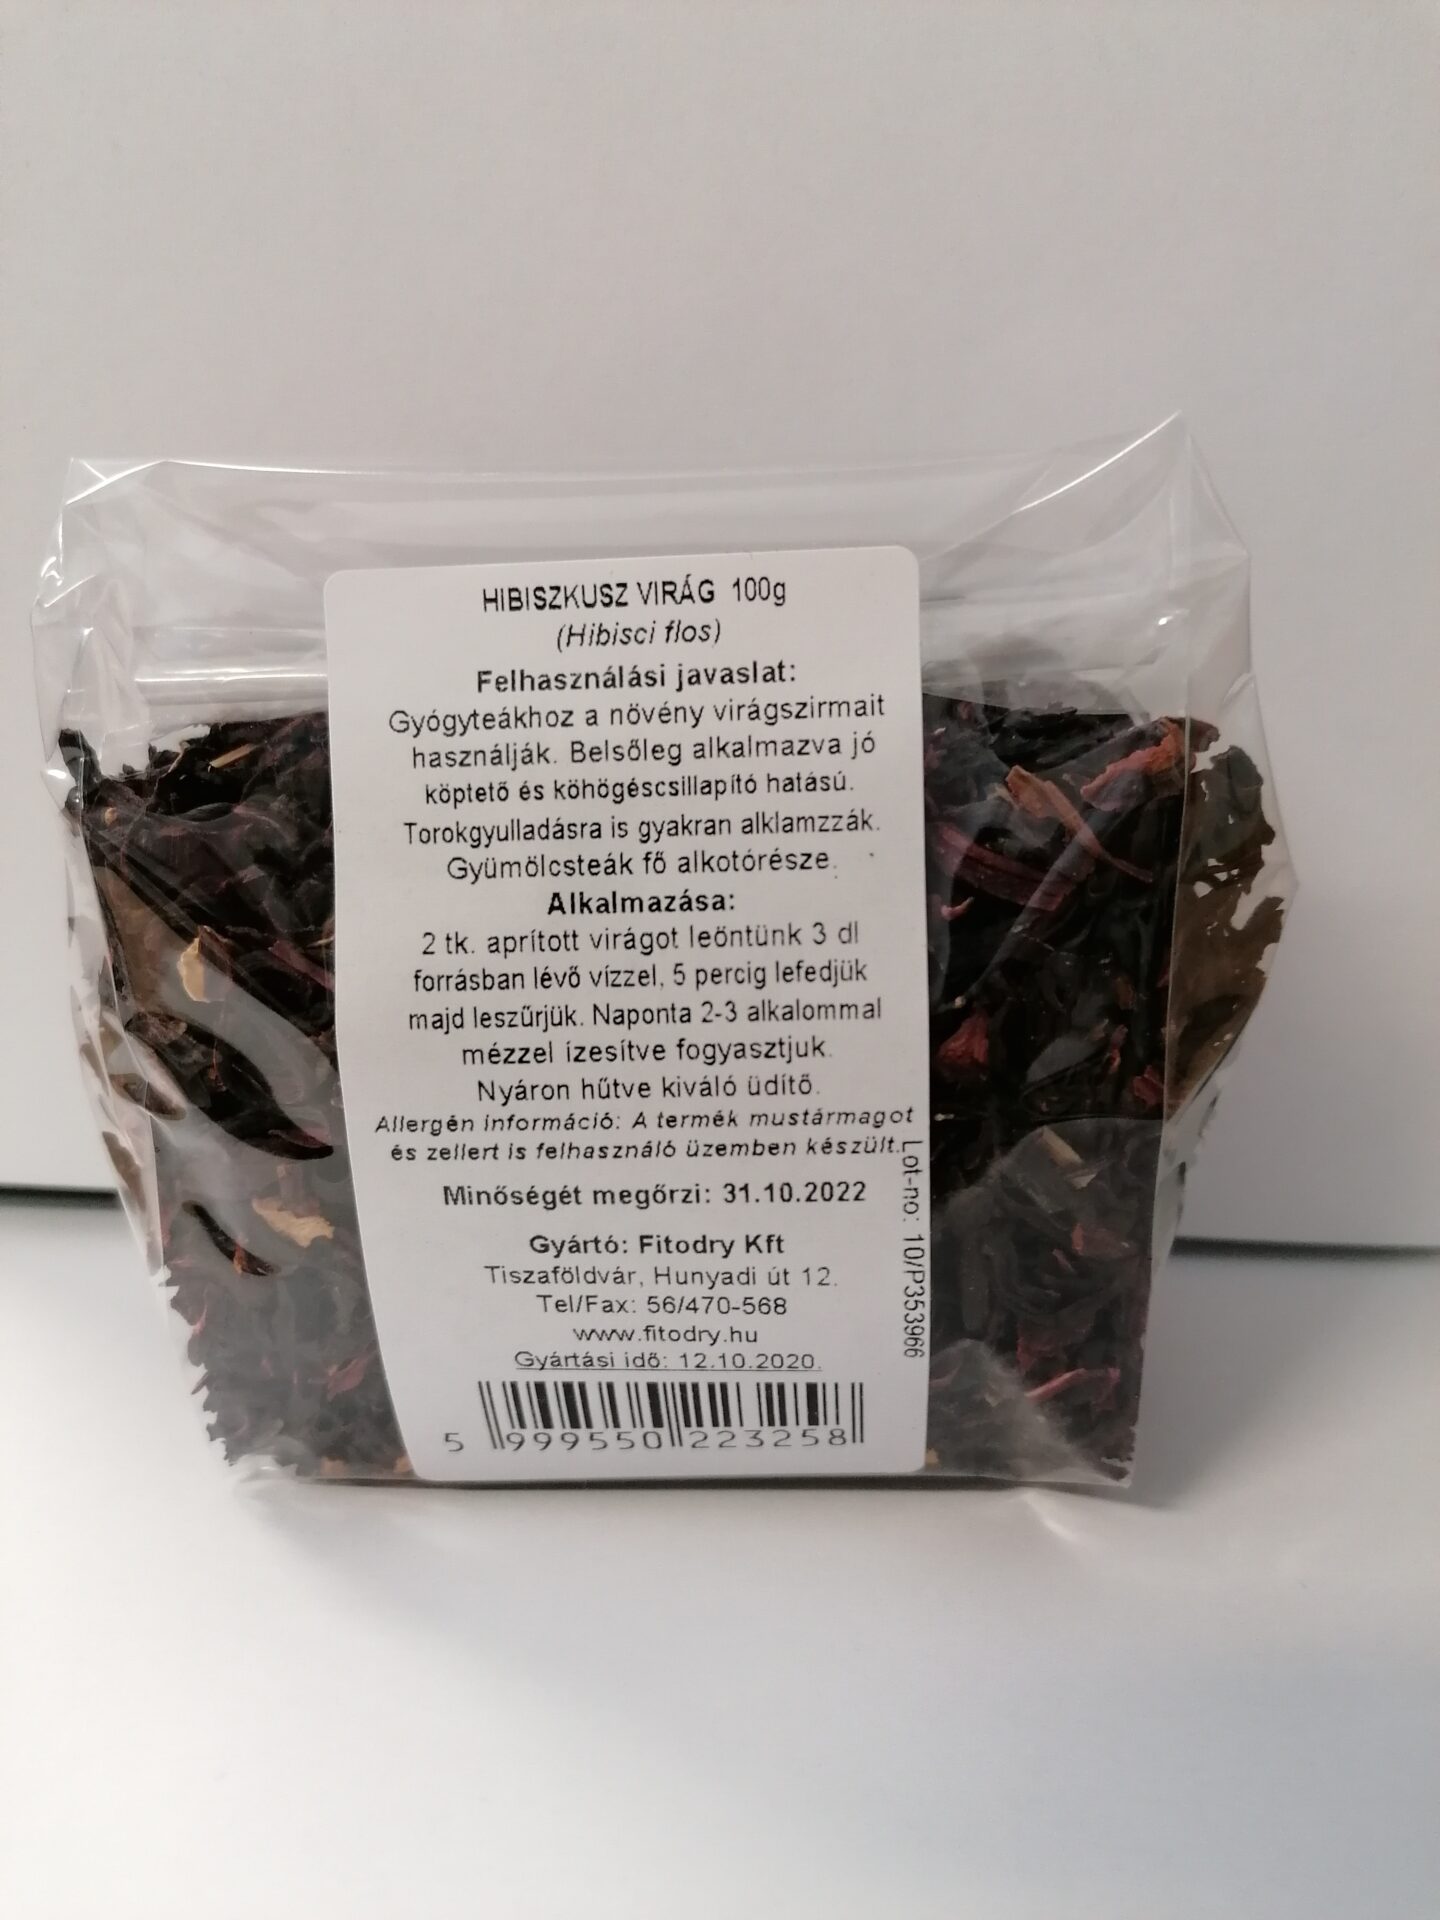 HIBISZKUSZ VIRÁG 100g
(Hibisci flos)
Felhasználási javaslat:
Gyógyteákhoz a növény virágszirmait
használják. Belsőleg alkalmazva jó
köptető és köhögéscsillapító hatású.
Torokgyulladásra is gyakran alklamzzák.
Gyümölcsteák fő alkotórésze.
Alkalmazása:
2 tk. aprított virágot leöntünk 3 dl
forrásban lévő vízzel, 5 percig lefedjük
majd leszűrjük. Naponta 2-3 alkalommal
mézzel ízesítve fogyasztjuk.
Nyáron hűtve kiváló üdítő.
Allergén információ: A termék mustármagot
és zellert is felhasználó üzemben készült.
Minőségét megőrzi: 31.10.2022
Gyártó: Fitodry Kft
Tiszaföldvár, Hunyadi út 12.
Tel/Fax: 56/470-568
www.fitodry.hu
Gyártási idő: 12.10.2020.
5 999550 223258
Lot-no: 10/P353966